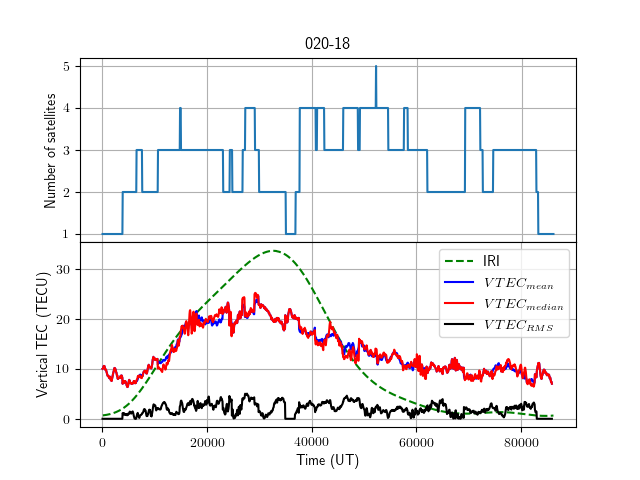 020-18
Number of satellites
5
4
3
2
1
Vertical TEC (TECU)
30
20
10
0
IRI
VTEC_mean
VTEC_median
VTEC_RMS
0 20000 40000 60000 80000
Time (UT)